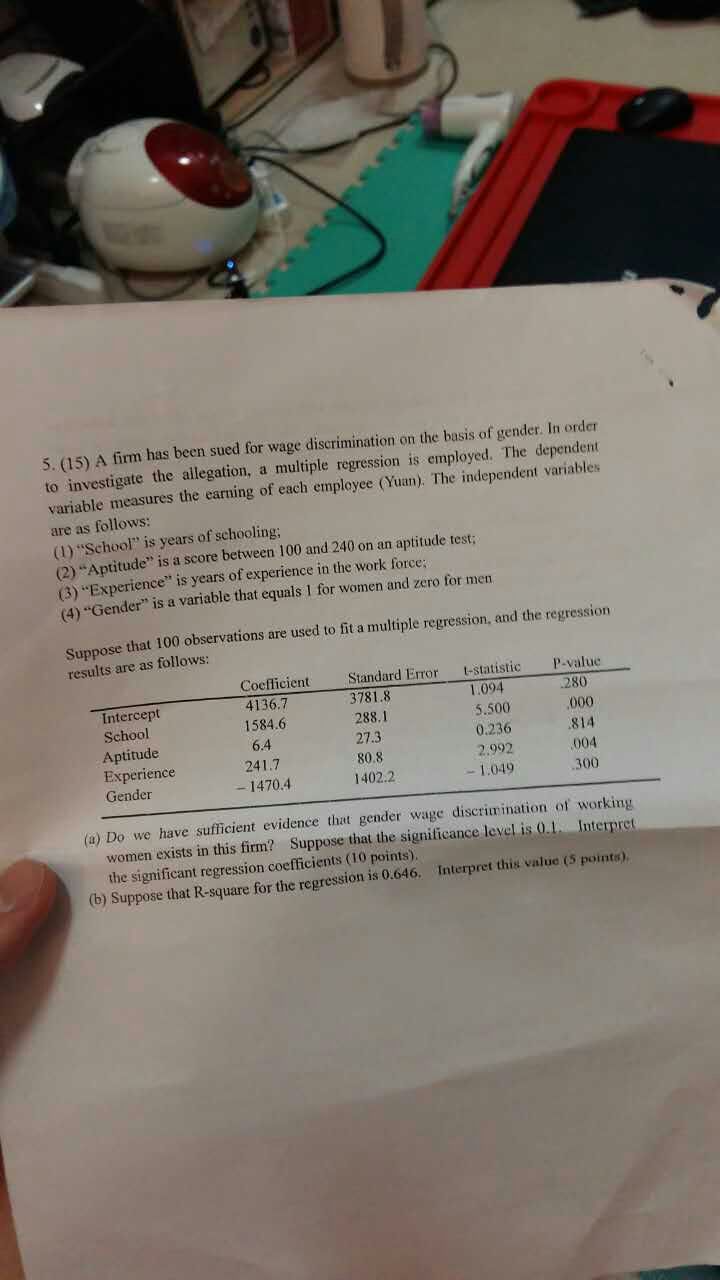 5. (15) A firm has been sued for wage discrimination on the basis of gender. In order
to investigate the allegation, a multiple regression is employed. The dependent
variable measures the earning of each employee (Yuan). The independent variables
are as follows:
(1) “School” is years of schooling;
(2) “Aptitude” is a score between 100 and 240 on an aptitude test;
(3) “Experience” is years of experience in the work force;
(4) “Gender” is a variable that equals 1 for women and zero for men
Suppose that 100 observations are used to fit a multiple regression, and the regression
results are as follows:
Coefficient Standard Error t-statistic P-value
Intercept 4136.7 3781.8 1.094 .280
School 1584.6 288.1 5.500 .000
Aptitude 6.4 27.3 0.236 .814
Experience 241.7 80.8 2.992 .004
Gender – 1470.4 1402.2 – 1.049 .300
(a) Do we have sufficient evidence that gender wage discrimination of working
women exists in this firm? Suppose that the significance level is 0.1. Interpret
the significant regression coefficients (10 points).
(b) Suppose that R-square for the regression is 0.646. Interpret this value (5 points).